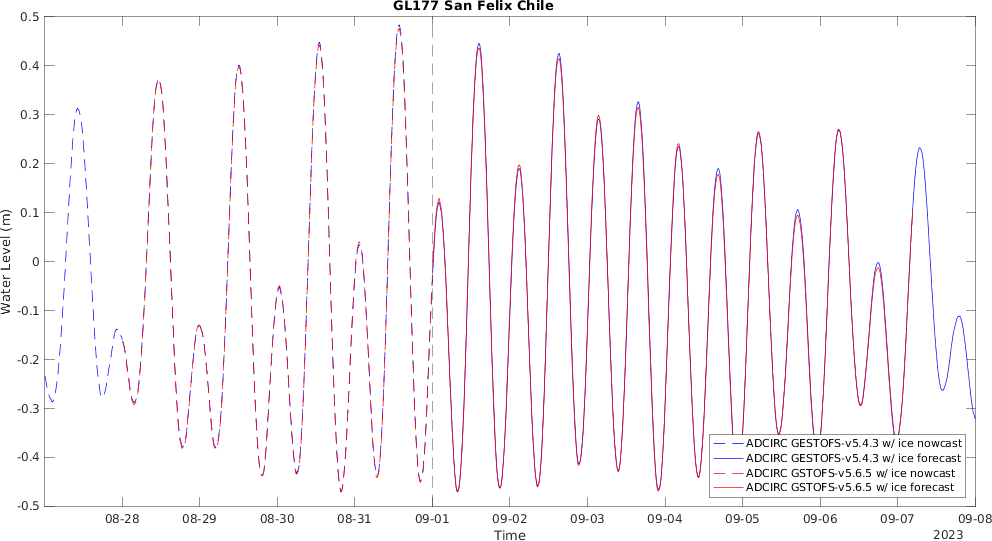 GL177 San Felix Chile
0.5
0.4
0.3
0.2
0.1
0
-0.1
-0.2
-0.3
-0.4
-0.5
Water Level (m)
ADCIRC GESTOFS-v5.4.3 w/ ice nowcast
ADCIRC GESTOFS-v5.4.3 w/ ice forecast
ADCIRC GSTOFS-v5.6.5 w/ ice nowcast
ADCIRC GSTOFS-v5.6.5 w/ ice forecast
08-28 08-29 08-30 08-31 09-01 09-02 09-03 09-04 09-05 09-06 09-07 09-08
Time
2023